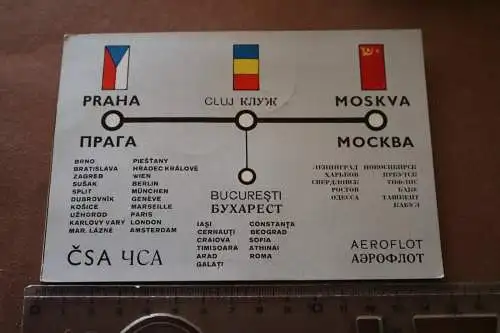 PRAHA
ПРАГА
CLUJ КЛУЖ
MOSKVA
МОСКВА
BUCUREŞTI
БУХАРЕСТ
BRNO
BRATISLAVA
ZAGREB
SUŠAK
SPLIT
DUBROVNÍK
KOŠICE
UŽHOROD
KARLOVY VARY
MAR. LÁZNĚ
PIEŠTANY
HRADEC KRÁLOVÉ
WIEN
BERLIN
MÜNCHEN
GENÈVE
MARSEILLE
PARIS
LONDON
AMSTERDAM
IAŞI
CERNAUŢI
CRAIOVA
TIMISOARA
ARAD
GALAŢI
CONSTANŢA
BEOGRAD
SOFIA
ATHINAI
ROMA
ЛЕНИНГРАД
ХАРЬКОВ
СВЕРДЛОВСК
РОСТОВ
ОДЕССА
НОВОСИБИРСК
ИРКУТСК
ТИФЛИС
БАКУ
ТАШКЕНТ
КАБУЛ
ČSA ЧСА
AEROFLOT
АЭРОФЛОТ